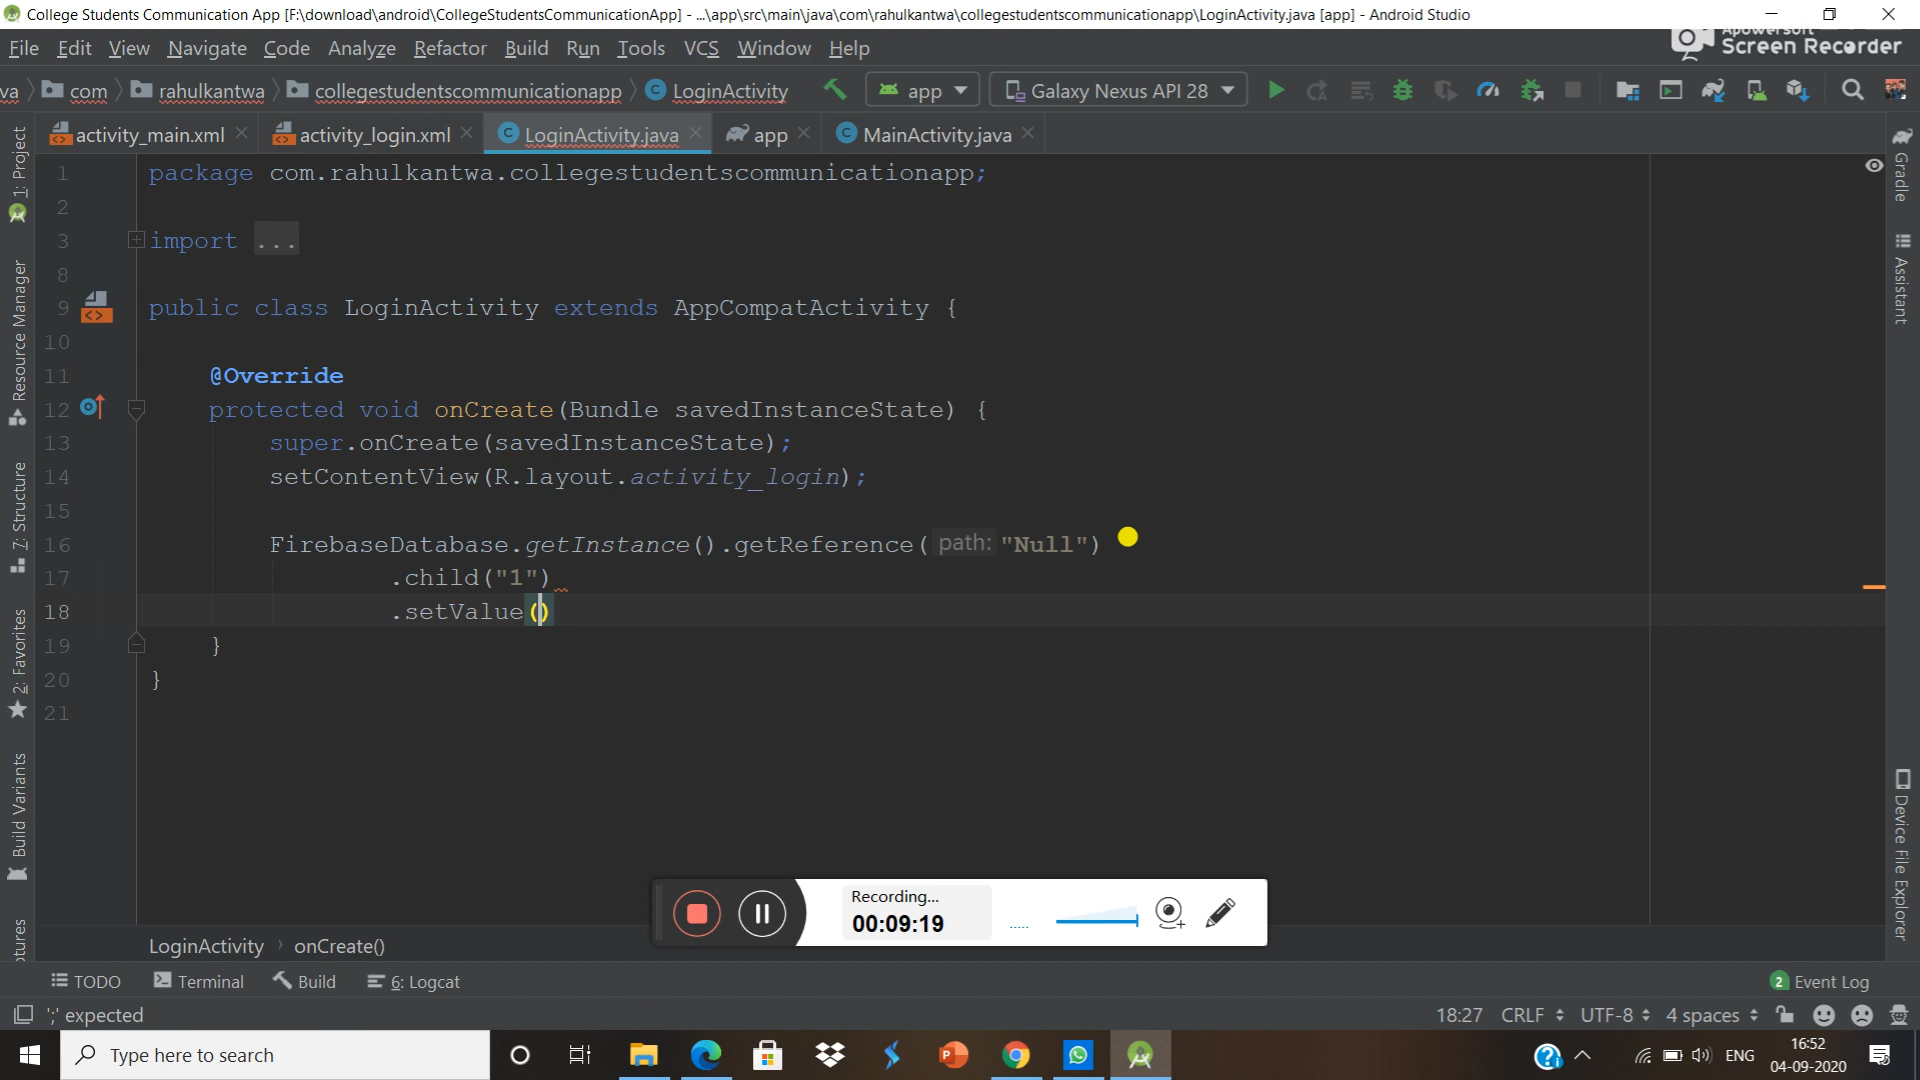 College Students Communication App [F:\download\android\CollegeStudentsCommunicationApp] - ...\app\src\main\java\com\rahulkantwa\collegestudentscommunicationapp\LoginActivity.java [app] - Android Studio
File Edit View Navigate Code Analyze Refactor Build Run Tools VCS Window Help
Apowersoft
Screen Recorder
va com rahulkantwa collegestudentscommunicationapp LoginActivity app Galaxy Nexus API 28
activity_main.xml activity_login.xml LoginActivity.java app MainActivity.java
1 package com.rahulkantwa.collegestudentscommunicationapp;
2
3 import ...
8
9 public class LoginActivity extends AppCompatActivity {
10
11 @Override
12 protected void onCreate(Bundle savedInstanceState) {
13 super.onCreate(savedInstanceState);
14 setContentView(R.layout.activity_login);
15
16 FirebaseDatabase.getInstance().getReference( path: "Null")
17 .child("1")
18 .setValue()
19 }
20 }
21
1: Project
Resource Manager
7: Structure
2: Favorites
Build Variants
tures
Gradle
Assistant
Device File Explorer
Recording...
00:09:19
LoginActivity › onCreate()
TODO Terminal Build 6: Logcat 2 Event Log
';' expected 18:27 CRLF UTF-8 4 spaces
Type here to search
ENG
16:52
04-09-2020